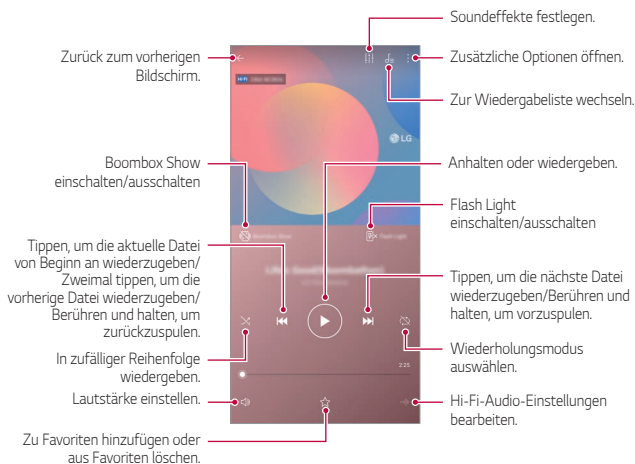 Soundeffekte festlegen.
Zurück zum vorherigen
Bildschirm.
Zusätzliche Optionen öffnen.
Zur Wiedergabeliste wechseln.
LG
Boombox Show
einschalten/ausschalten
Anhalten oder wiedergeben.
Flash Light
einschalten/ausschalten
Boombox Show
Flash Light
Tippen, um die aktuelle Datei
von Beginn an wiederzugeben/
Zweimal tippen, um die
vorherige Datei wiederzugeben/
Berühren und halten, um
zurückzuspulen.
Tippen, um die nächste Datei
wiederzugeben/Berühren und
halten, um vorzuspulen.
In zufälliger Reihenfolge
wiedergeben.
Wiederholungsmodus
auswählen.
2:25
Lautstärke einstellen.
Hi-Fi-Audio-Einstellungen
bearbeiten.
Zu Favoriten hinzufügen oder
aus Favoriten löschen.